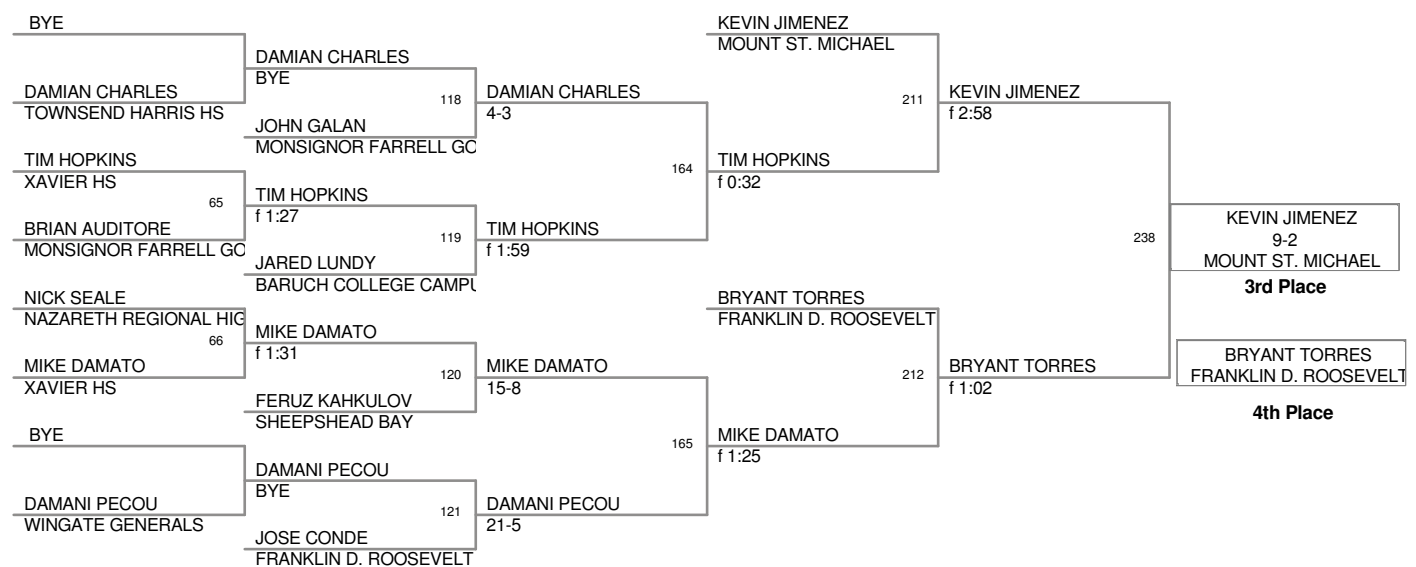 BYE
DAMIAN CHARLES
TOWNSEND HARRIS HS
TIM HOPKINS
XAVIER HS
65
BRIAN AUDITORE
MONSIGNOR FARRELL GO
NICK SEALE
NAZARETH REGIONAL HIG
66
MIKE DAMATO
XAVIER HS
BYE
DAMANI PECOU
WINGATE GENERALS
DAMIAN CHARLES
BYE
118
JOHN GALAN
MONSIGNOR FARRELL GO
TIM HOPKINS
f 1:27
119
JARED LUNDY
BARUCH COLLEGE CAMPU
MIKE DAMATO
f 1:31
120
FERUZ KAHKULOV
SHEEPSHEAD BAY
DAMANI PECOU
BYE
121
JOSE CONDE
FRANKLIN D. ROOSEVELT
DAMIAN CHARLES
4-3
164
TIM HOPKINS
f 1:59
MIKE DAMATO
15-8
165
DAMANI PECOU
21-5
KEVIN JIMENEZ
MOUNT ST. MICHAEL
211
TIM HOPKINS
f 0:32
BRYANT TORRES
FRANKLIN D. ROOSEVELT
212
MIKE DAMATO
f 1:25
KEVIN JIMENEZ
f 2:58
238
BRYANT TORRES
f 1:02
KEVIN JIMENEZ
9-2
MOUNT ST. MICHAEL
3rd Place
BRYANT TORRES
FRANKLIN D. ROOSEVELT
4th Place